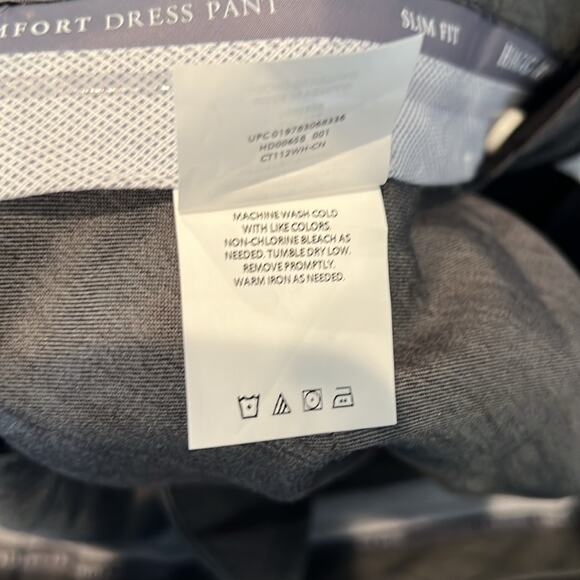 MFORT DRESS PANT
SLIM FIT
UPC 019783068336
HD00658 001
CT112WH-CN
MACHINE WASH COLD
WITH LIKE COLORS.
NON-CHLORINE BLEACH AS
NEEDED. TUMBLE DRY LOW.
REMOVE PROMPTLY.
WARM IRON AS NEEDED.